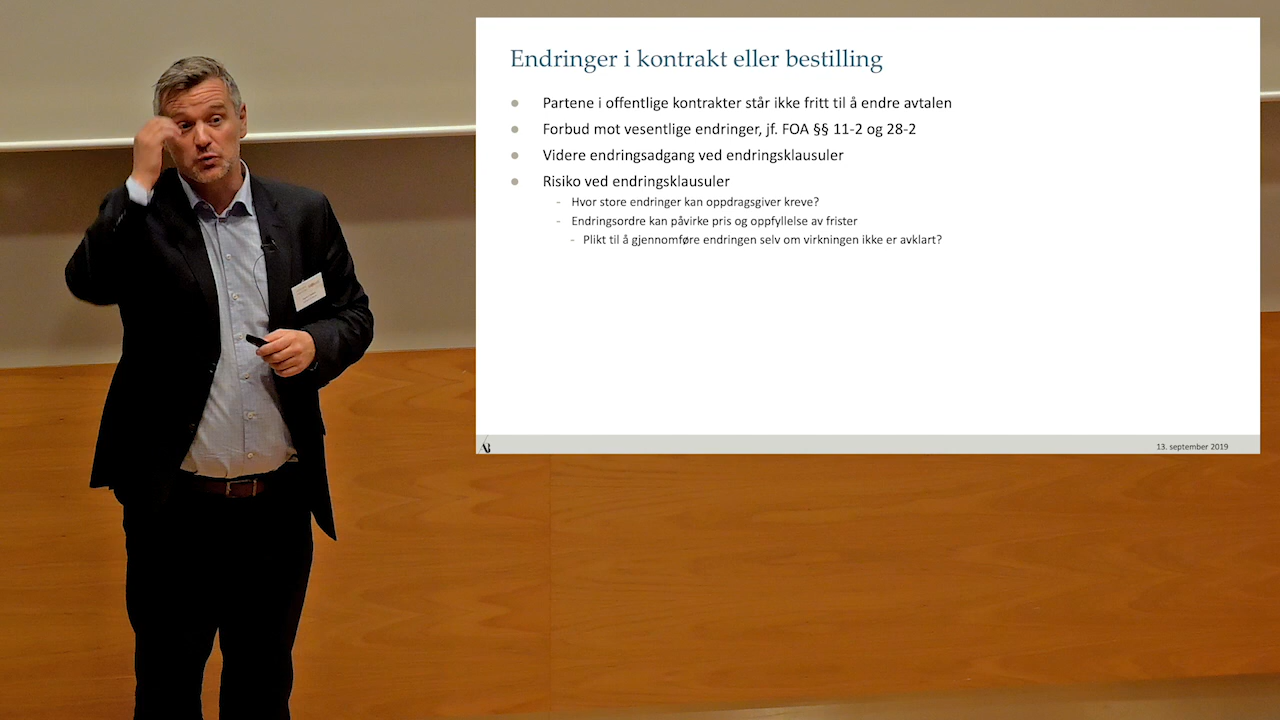 Endringer i kontrakt eller bestilling
● Partene i offentlige kontrakter står ikke fritt til å endre avtalen
● Forbud mot vesentlige endringer, jf. FOA §§ 11-2 og 28-2
● Videre endringsadgang ved endringsklausuler
● Risiko ved endringsklausuler
- Hvor store endringer kan oppdragsgiver kreve?
- Endringsordre kan påvirke pris og oppfyllelse av frister
- Plikt til å gjennomføre endringen selv om virkningen ikke er avklart?
13. september 2019